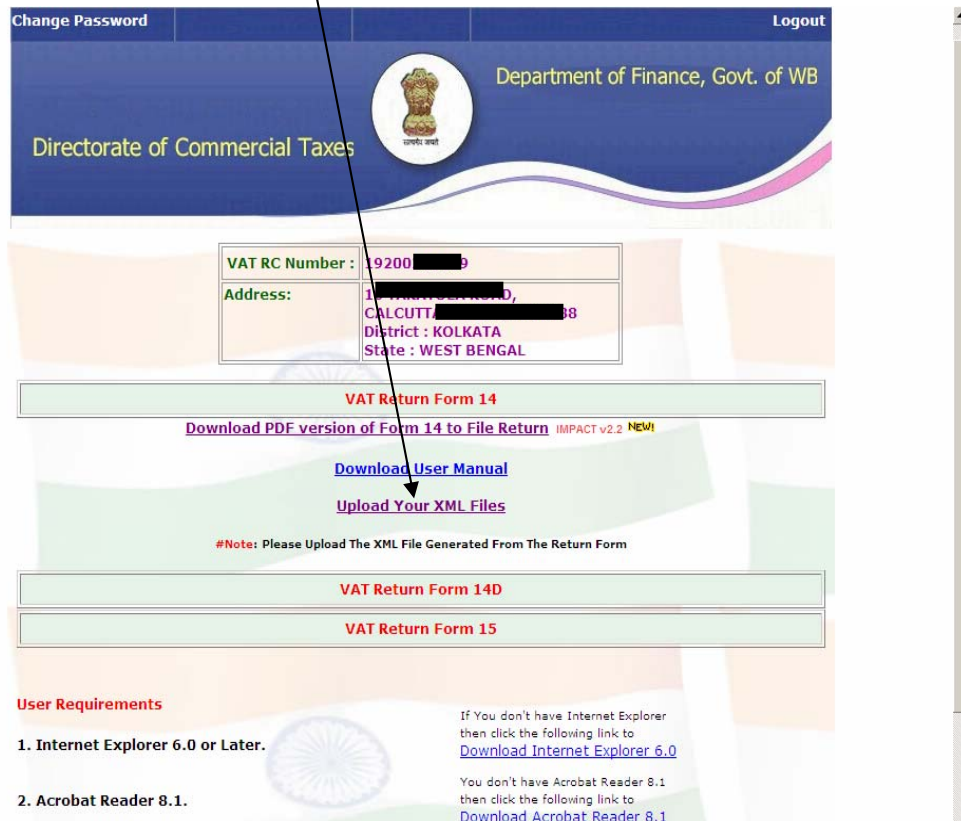 Change Password Logout
Department of Finance, Govt. of WB
Directorate of Commercial Taxes
सत्यमेव जयते
VAT RC Number : 19200 9
Address:
CALCUTTA 38
District : KOLKATA
State : WEST BENGAL
VAT Return Form 14
Download PDF version of Form 14 to File Return IMPACT v2.2 NEW!
Download User Manual
Upload Your XML Files
#Note: Please Upload The XML File Generated From The Return Form
VAT Return Form 14D
VAT Return Form 15
User Requirements
1. Internet Explorer 6.0 or Later.
If You don't have Internet Explorer
then click the following link to
Download Internet Explorer 6.0
2. Acrobat Reader 8.1.
You don't have Acrobat Reader 8.1
then click the following link to
Download Acrobat Reader 8.1